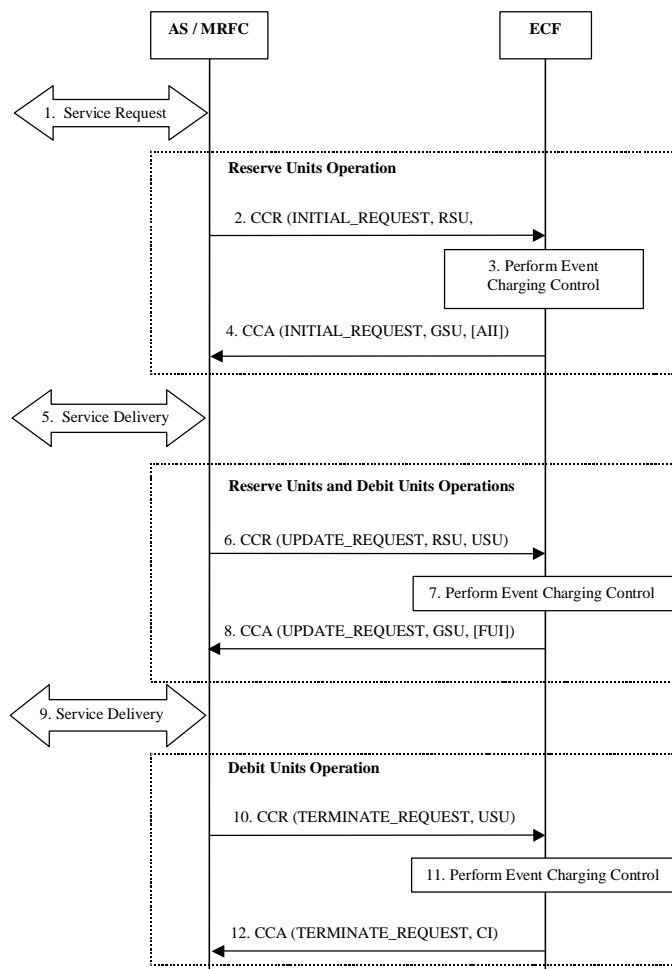 AS / MRFC
ECF
1. Service Request
Reserve Units Operation
2. CCR (INITIAL_REQUEST, RSU,
3. Perform Event
Charging Control
4. CCA (INITIAL_REQUEST, GSU, [AII])
5. Service Delivery
Reserve Units and Debit Units Operations
6. CCR (UPDATE_REQUEST, RSU, USU)
7. Perform Event Charging Control
8. CCA (UPDATE_REQUEST, GSU, [FUI])
9. Service Delivery
Debit Units Operation
10. CCR (TERMINATE_REQUEST, USU)
11. Perform Event Charging Control
12. CCA (TERMINATE_REQUEST, CI)